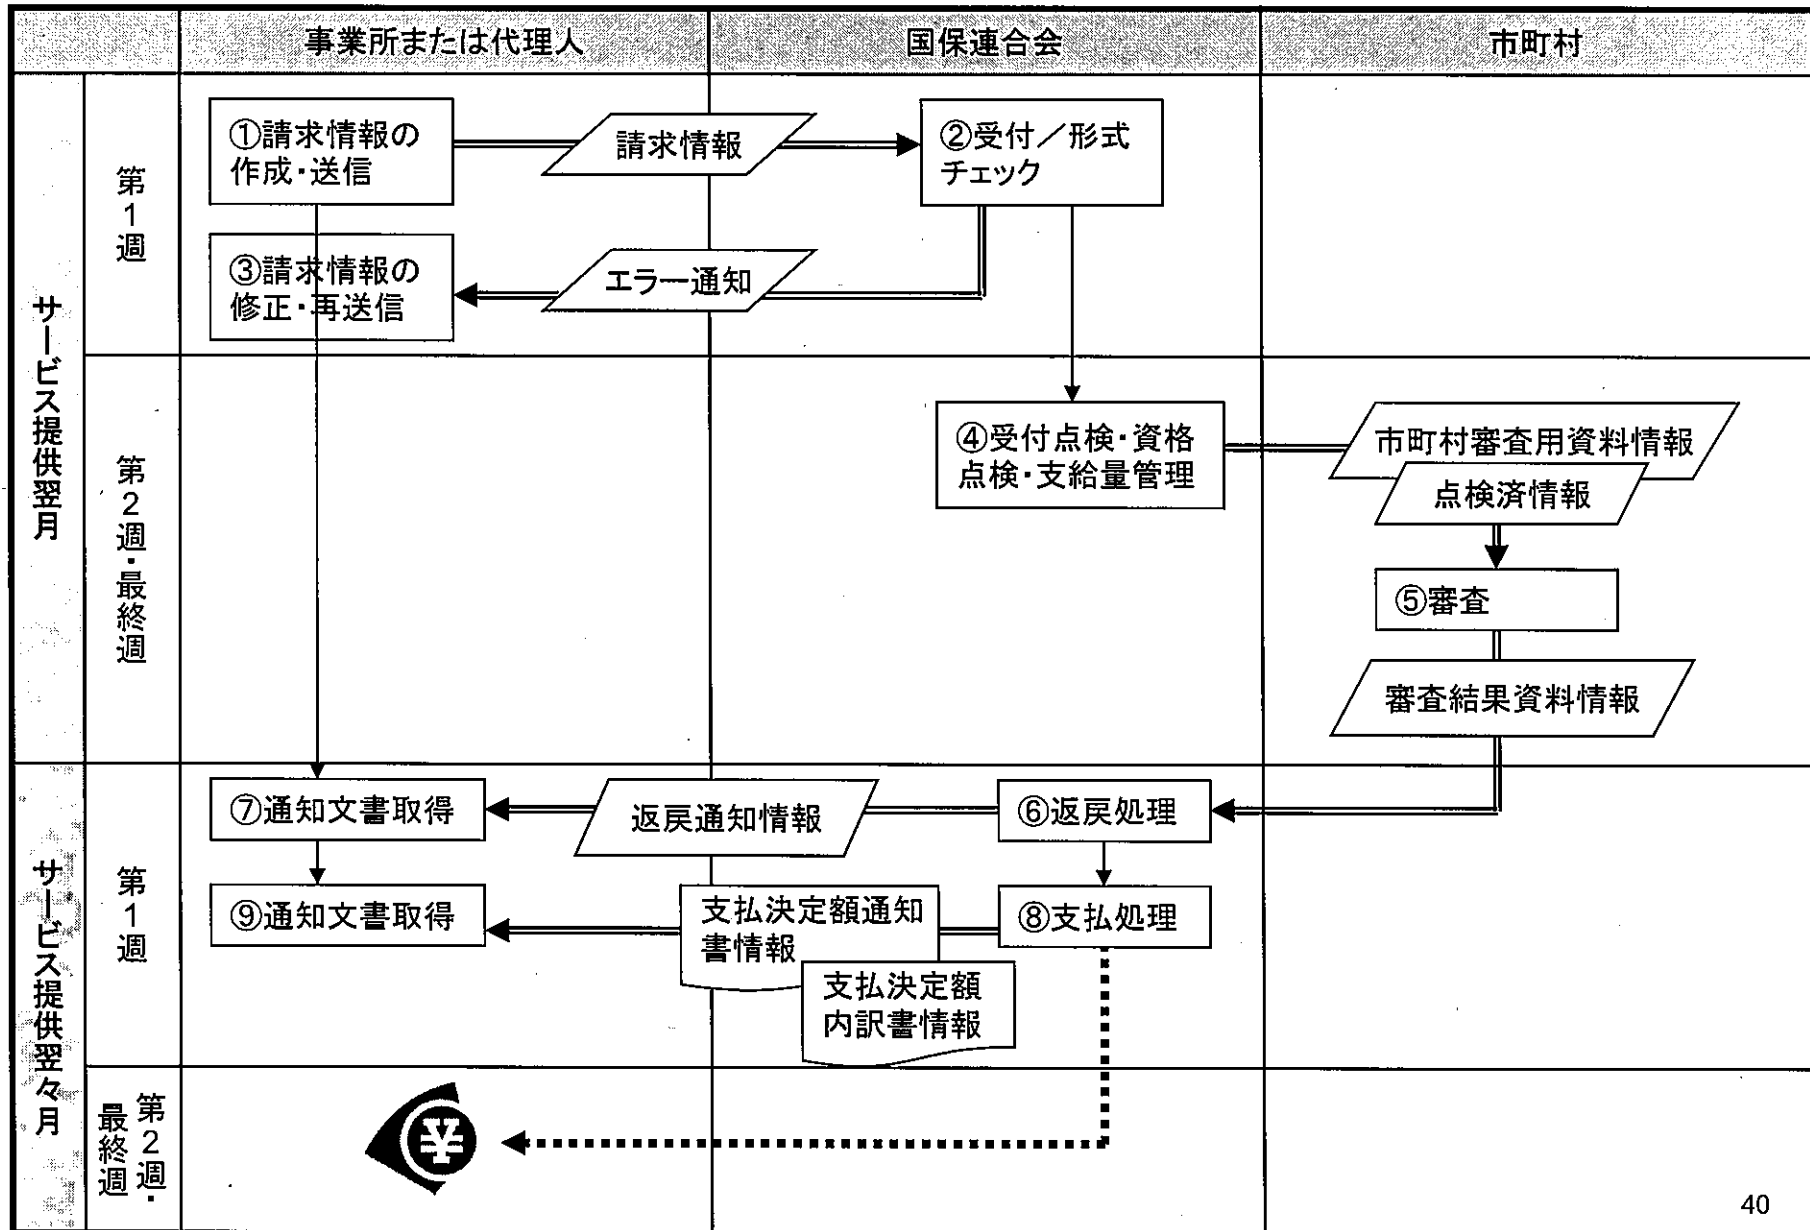 事業所または代理人
国保連合会
市町村
サービス提供翌月
第1週
①請求情報の
作成・送信
請求情報
②受付／形式
チェック
③請求情報の
修正・再送信
エラー通知
第2週・最終週
④受付点検・資格
点検・支給量管理
市町村審査用資料情報
点検済情報
⑤審査
審査結果資料情報
サービス提供翌々月
第1週
⑦通知文書取得
返戻通知情報
⑥返戻処理
⑨通知文書取得
支払決定額通知
書情報
⑧支払処理
支払決定額
内訳書情報
第2週・
最終週
¥
40